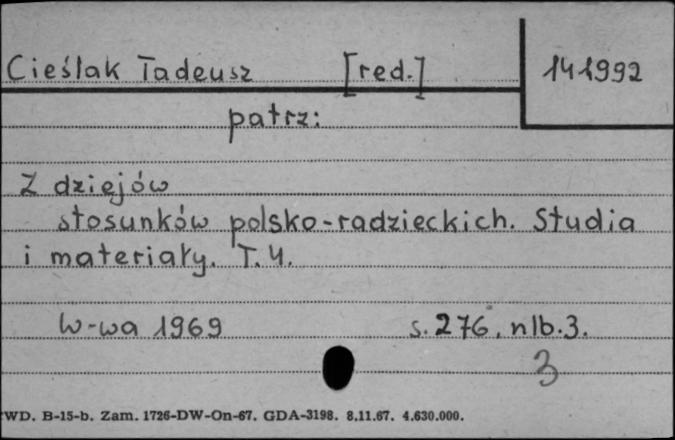 Cieślak Tadeusz [red.] 141992
patrz:
Z dziejów
stosunków polsko-radzieckich. Studia
i materiały. T.4.
W-wa 1969 s. 276, nlb.3.
3
WD. B-15-b. Zam. 1726-DW-On-67. GDA-3198. 8.11.67. 4.630.000.